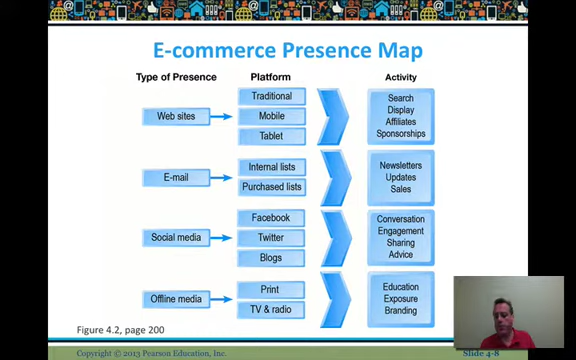 E-commerce Presence Map
Type of Presence
Platform
Activity
Web sites
Traditional
Mobile
Tablet
Search
Display
Affiliates
Sponsorships
E-mail
Internal lists
Purchased lists
Newsletters
Updates
Sales
Social media
Facebook
Twitter
Blogs
Conversation
Engagement
Sharing
Advice
Offline media
Print
TV & radio
Education
Exposure
Branding
Figure 4.2, page 200
Copyright © 2013 Pearson Education, Inc.
Slide 4-8